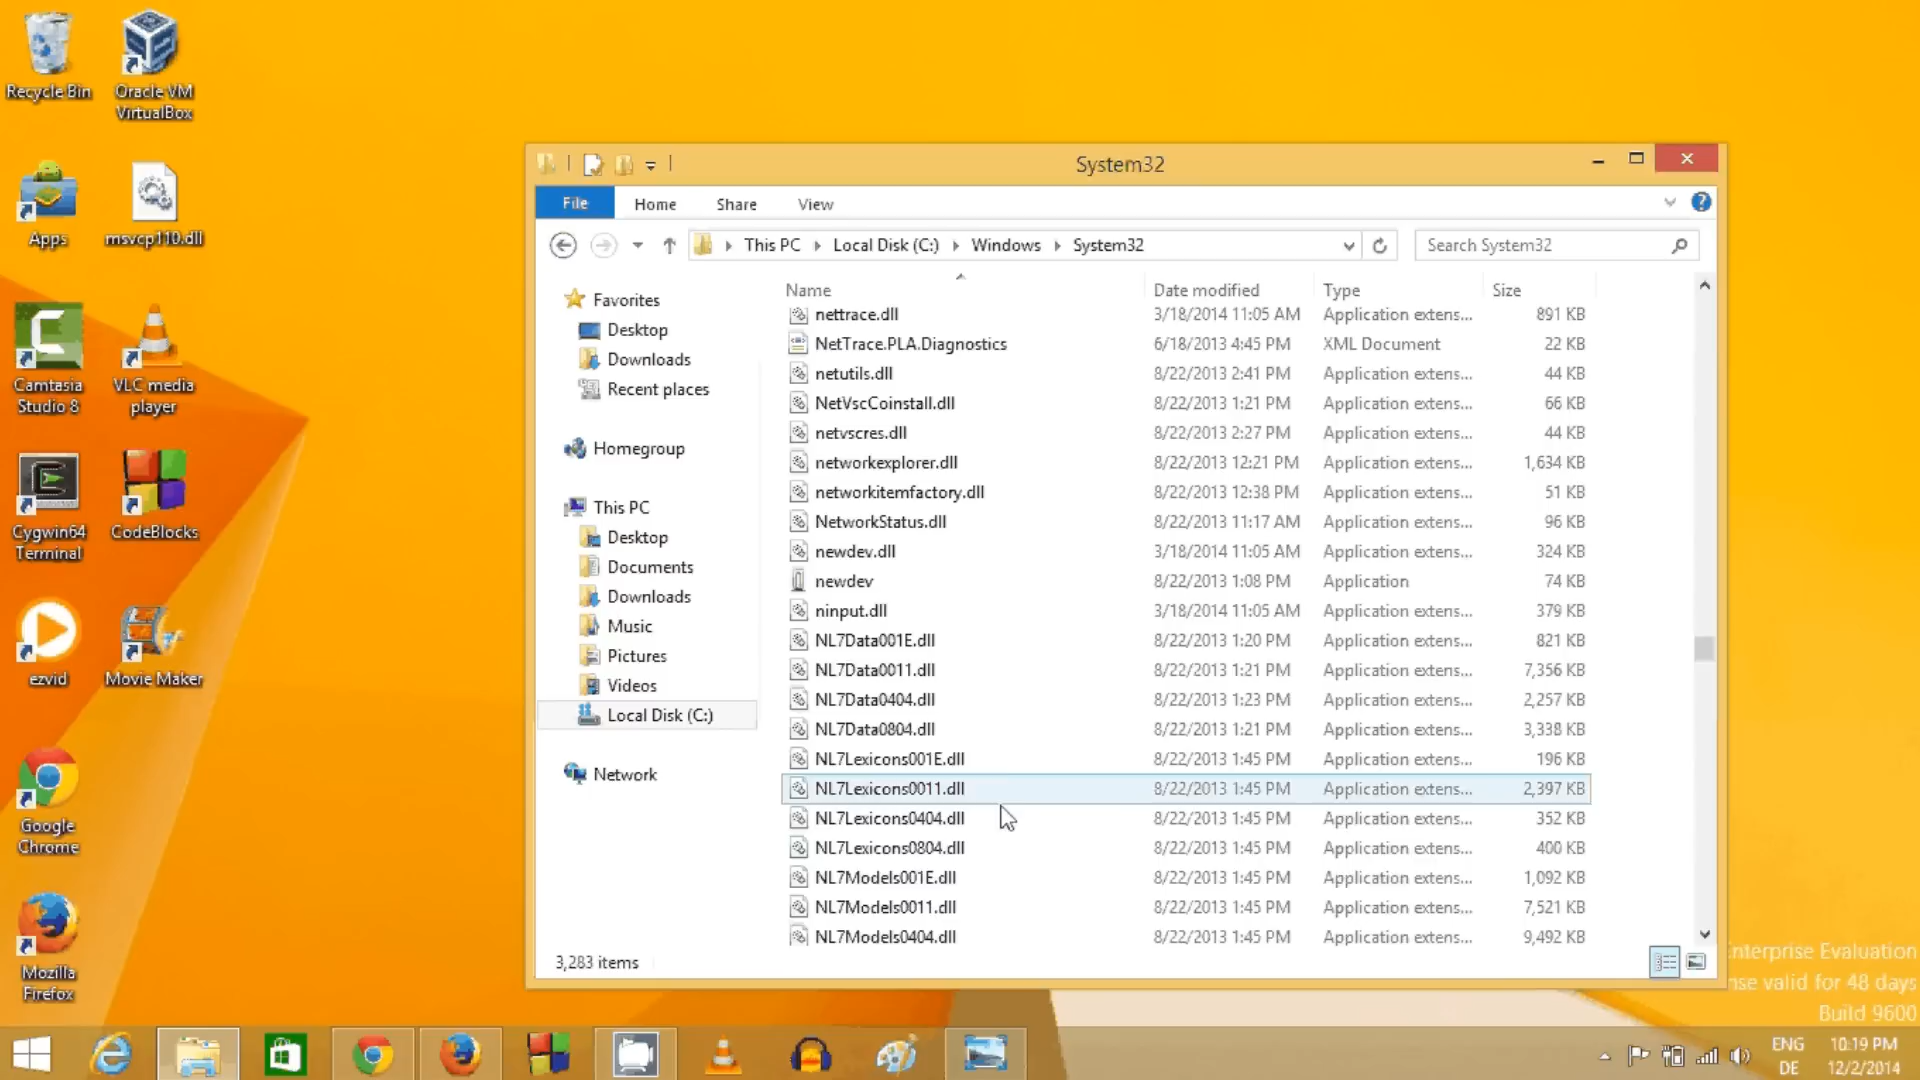 Recycle Bin
Oracle VM
VirtualBox
Apps
msvcp110.dll
Camtasia
Studio 8
VLC media
player
Cygwin64
Terminal
CodeBlocks
ezvid
Movie Maker
Google
Chrome
Mozilla
Firefox
System32
File Home Share View
This PC Local Disk (C:) Windows System32
Search System32
Favorites
Desktop
Downloads
Recent places
Homegroup
This PC
Desktop
Documents
Downloads
Music
Pictures
Videos
Local Disk (C:)
Network
Name Date modified Type Size
nettrace.dll 3/18/2014 11:05 AM Application extens... 891 KB
NetTrace.PLA.Diagnostics 6/18/2013 4:45 PM XML Document 22 KB
netutils.dll 8/22/2013 2:41 PM Application extens... 44 KB
NetVscCoinstall.dll 8/22/2013 1:21 PM Application extens... 66 KB
netvscres.dll 8/22/2013 2:27 PM Application extens... 44 KB
networkexplorer.dll 8/22/2013 12:21 PM Application extens... 1,634 KB
networkitemfactory.dll 8/22/2013 12:38 PM Application extens... 51 KB
NetworkStatus.dll 8/22/2013 11:17 AM Application extens... 96 KB
newdev.dll 3/18/2014 11:05 AM Application extens... 324 KB
newdev 8/22/2013 1:08 PM Application 74 KB
ninput.dll 3/18/2014 11:05 AM Application extens... 379 KB
NL7Data001E.dll 8/22/2013 1:20 PM Application extens... 821 KB
NL7Data0011.dll 8/22/2013 1:21 PM Application extens... 7,356 KB
NL7Data0404.dll 8/22/2013 1:23 PM Application extens... 2,257 KB
NL7Data0804.dll 8/22/2013 1:21 PM Application extens... 3,338 KB
NL7Lexicons001E.dll 8/22/2013 1:45 PM Application extens... 196 KB
NL7Lexicons0011.dll 8/22/2013 1:45 PM Application extens... 2,397 KB
NL7Lexicons0404.dll 8/22/2013 1:45 PM Application extens... 352 KB
NL7Lexicons0804.dll 8/22/2013 1:45 PM Application extens... 400 KB
NL7Models001E.dll 8/22/2013 1:45 PM Application extens... 1,092 KB
NL7Models0011.dll 8/22/2013 1:45 PM Application extens... 7,521 KB
NL7Models0404.dll 8/22/2013 1:45 PM Application extens... 9,492 KB
3,283 items
nterprise Evaluation
nse valid for 48 days
Build 9600
ENG
DE
10:19 PM
12/2/2014